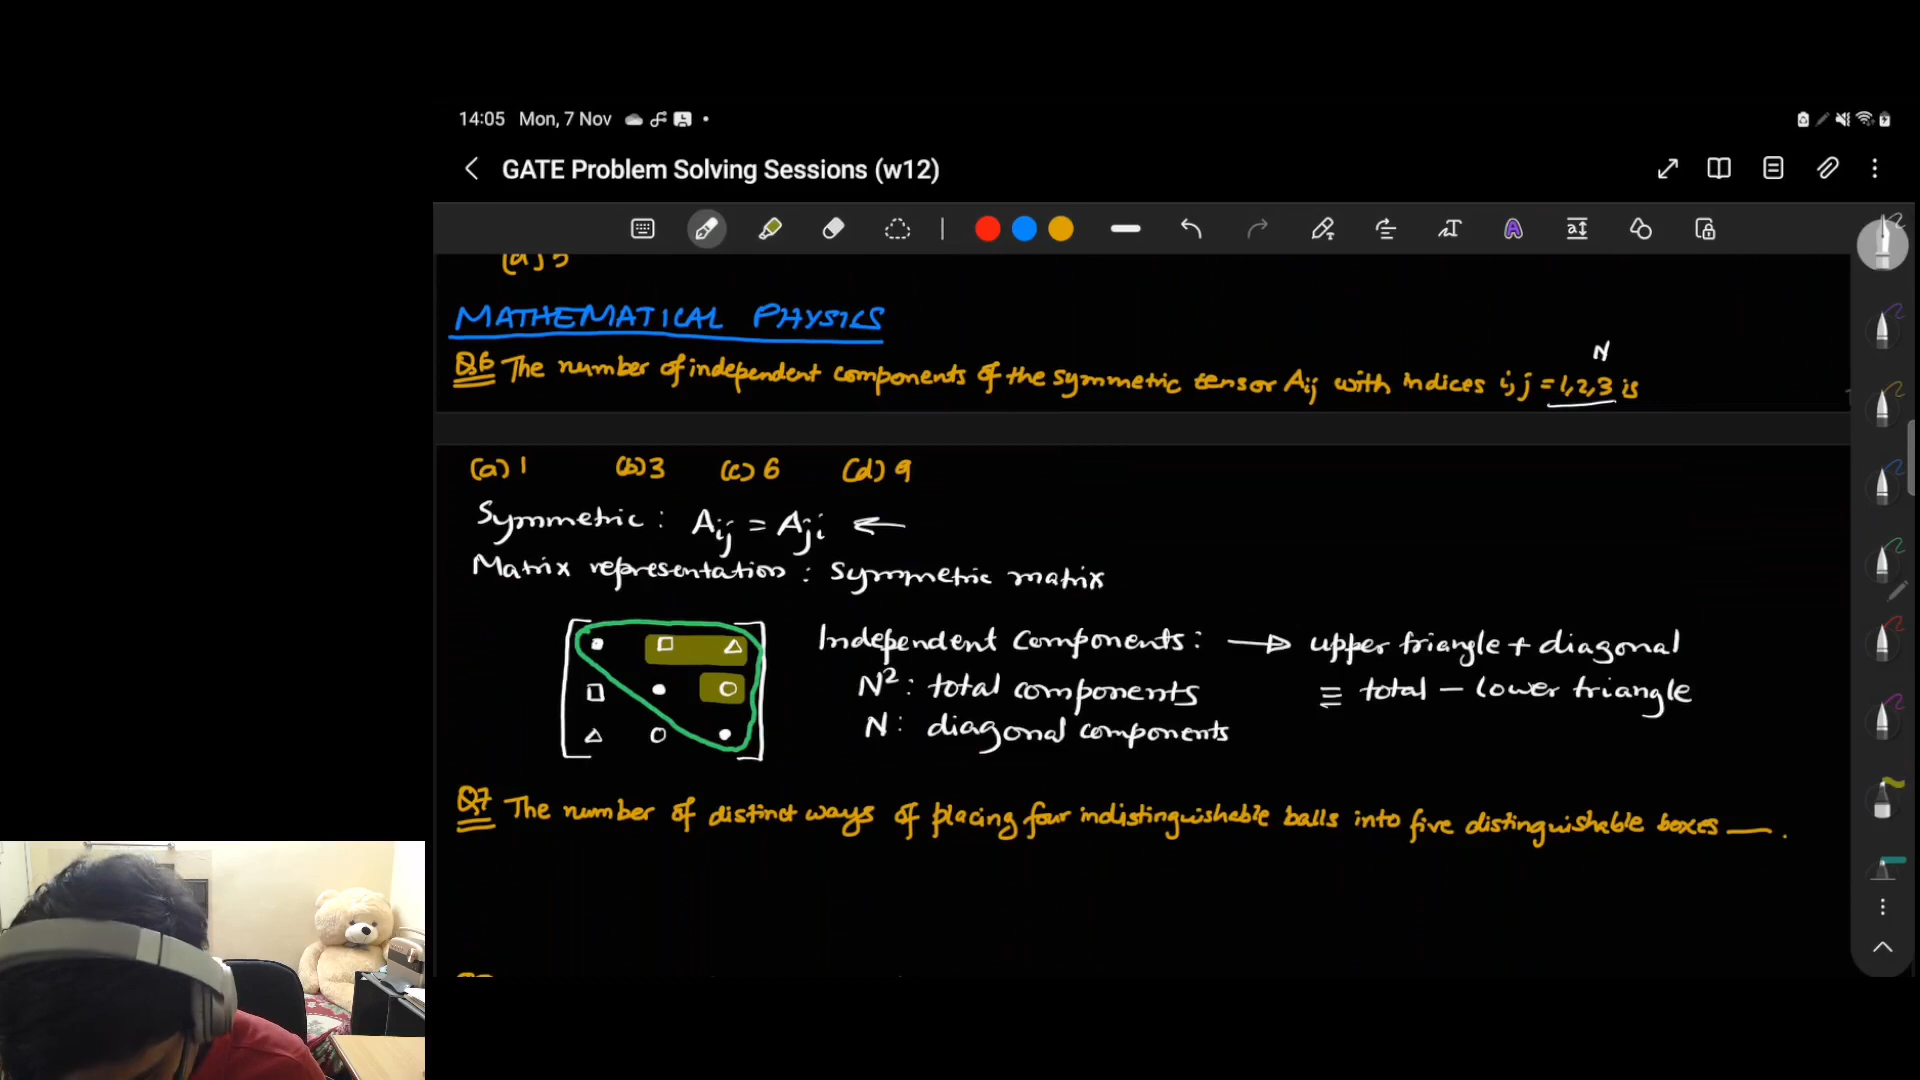 14:05 Mon, 7 Nov
GATE Problem Solving Sessions (w12)
MATHEMATICAL PHYSICS
N
Q6 The number of independent components of the symmetric tensor Aij with indices i, j = 1,2,3 is
(a) 1 (b) 3 (c) 6 (d) 9
Symmetric : Aij = Aji ←
Matrix representation : Symmetric matrix
Independent Components : → upper triangle + diagonal
N² : total components ≡ total - lower triangle
N : diagonal components
Q7 The number of distinct ways of placing four indistinguishable balls into five distinguishable boxes —.